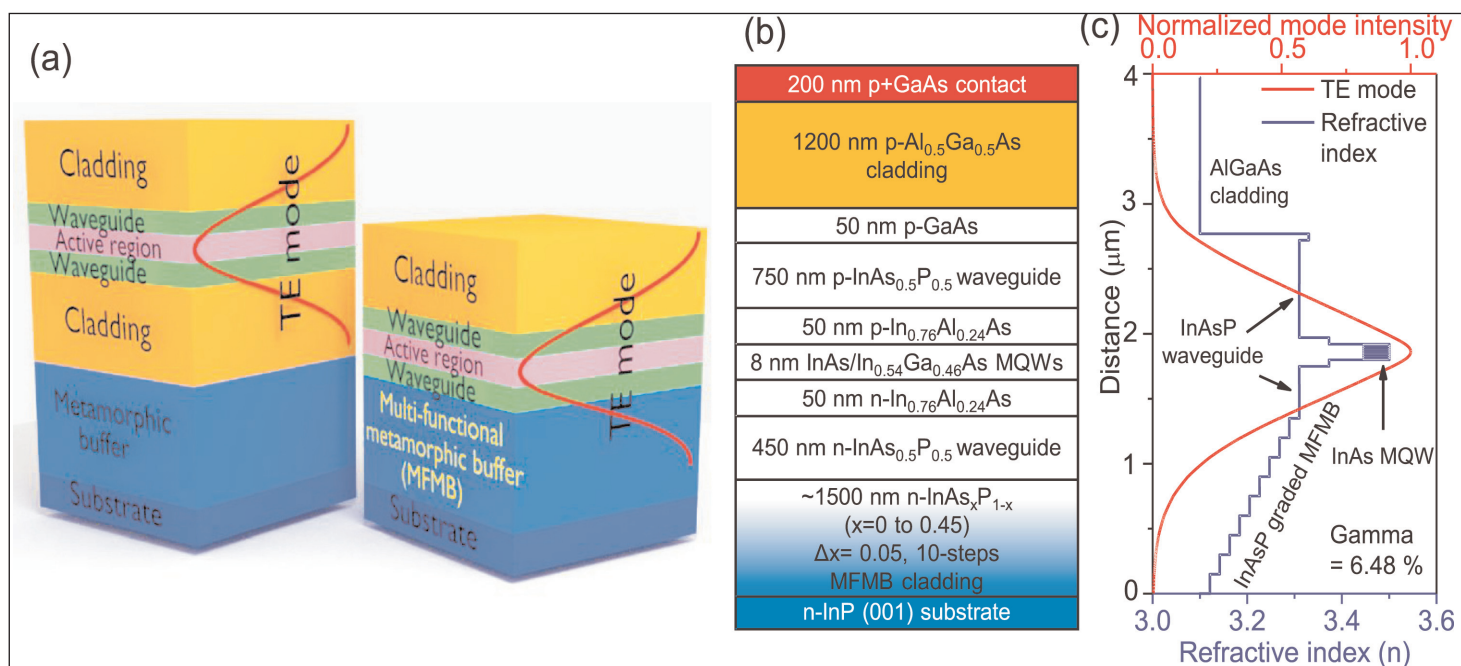 (a)
Cladding
Waveguide
Active region
Waveguide
Cladding
Metamorphic
buffer
Substrate
TE mode
Cladding
Waveguide
Active region
Waveguide
Multi-functional
metamorphic buffer
(MFMB)
Substrate
TE mode
(b)
200 nm p+GaAs contact
1200 nm p-Al₀.₅Ga₀.₅As
cladding
50 nm p-GaAs
750 nm p-InAs₀.₅P₀.₅ waveguide
50 nm p-In₀.₇₆Al₀.₂₄As
8 nm InAs/In₀.₅₄Ga₀.₄₆As MQWs
50 nm n-In₀.₇₆Al₀.₂₄As
450 nm n-InAs₀.₅P₀.₅ waveguide
~1500 nm n-InAsₓP₁₋ₓ
(x=0 to 0.45)
Δx= 0.05, 10-steps
MFMB cladding
n-InP (001) substrate
(c)
Normalized mode intensity
0.0 0.5 1.0
TE mode
Refractive
index
AlGaAs
cladding
InAsP
waveguide
InAs MQW
InAsP graded MFMB
Gamma
= 6.48 %
Distance (μm)
4
3
2
1
0
3.0 3.2 3.4 3.6
Refractive index (n)